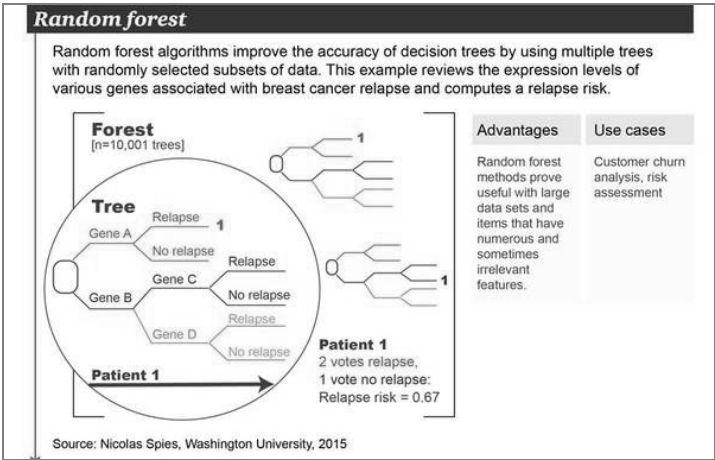 Random forest
Random forest algorithms improve the accuracy of decision trees by using multiple trees
with randomly selected subsets of data. This example reviews the expression levels of
various genes associated with breast cancer relapse and computes a relapse risk.
Forest
[n=10,001 trees]
1
Tree
Gene A
Relapse
1
No relapse
Gene B
Gene C
Relapse
No relapse
Gene D
Relapse
No relapse
Patient 1
1
Patient 1
2 votes relapse,
1 vote no relapse:
Relapse risk = 0.67
Advantages
Random forest
methods prove
useful with large
data sets and
items that have
numerous and
sometimes
irrelevant
features.
Use cases
Customer churn
analysis, risk
assessment
Source: Nicolas Spies, Washington University, 2015